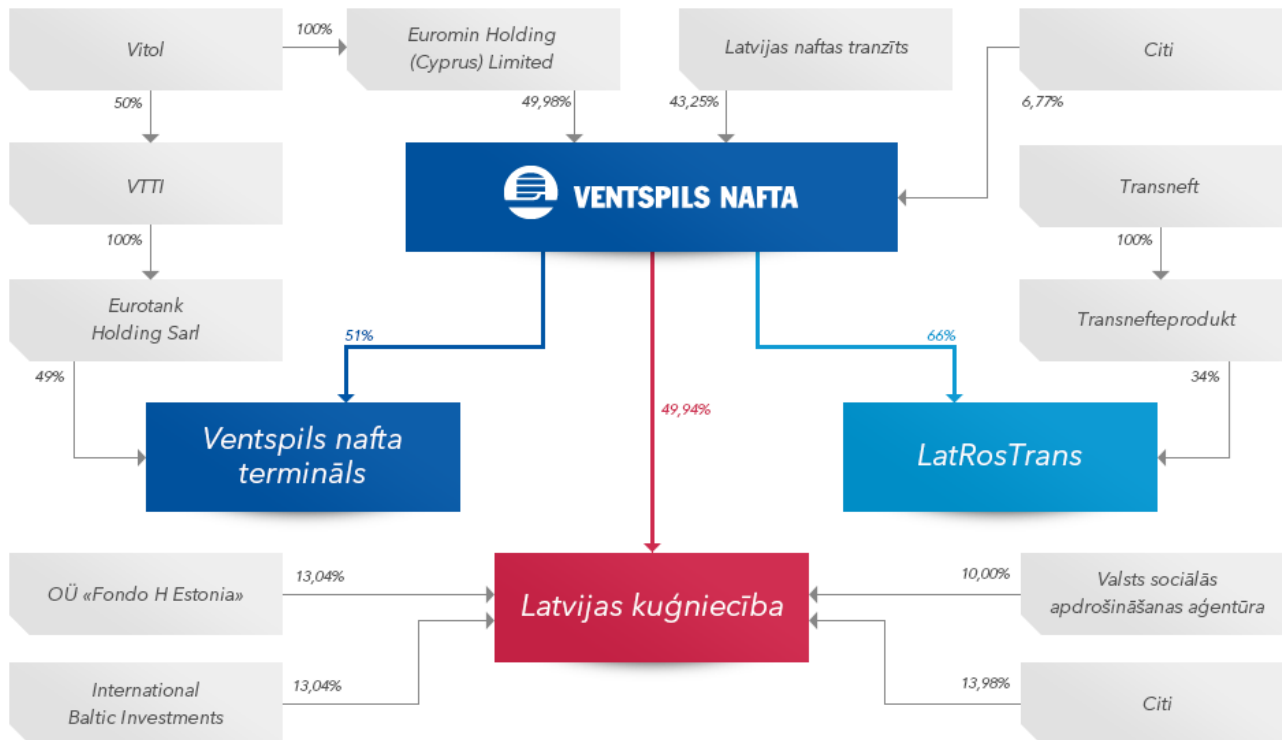 Vitol
100%
Euromin Holding
(Cyprus) Limited
Latvijas naftas tranzīts
Citi
50%
49,98%
43,25%
6,77%
VTTI
VENTSPILS NAFTA
Transneft
100%
100%
Eurotank
Holding Sarl
Transnefteprodukt
51%
66%
49%
34%
49,94%
Ventspils nafta
termināls
LatRosTrans
OÜ «Fondo H Estonia»
13,04%
Latvijas kuģniecība
10,00%
Valsts sociālās
apdrošināšanas aģentūra
International
Baltic Investments
13,04%
13,98%
Citi